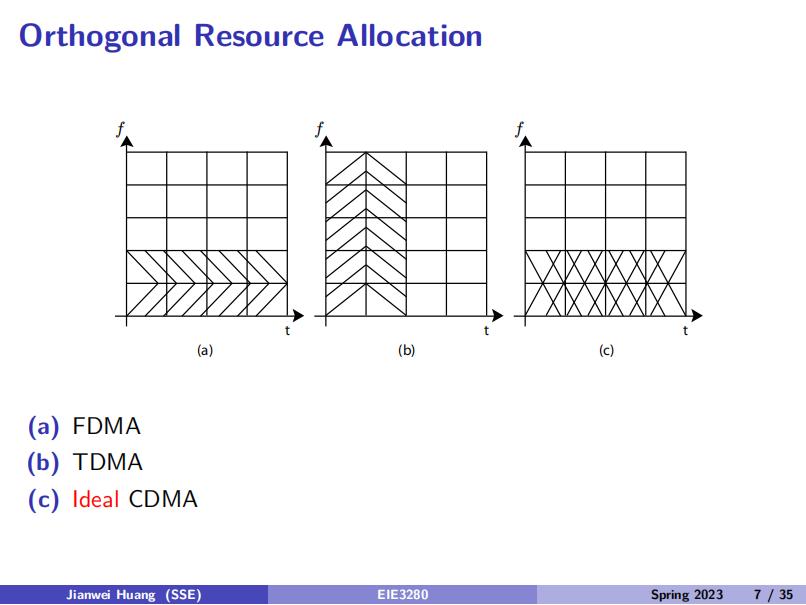 Orthogonal Resource Allocation
f f f
t t t
(a) (b) (c)
(a) FDMA
(b) TDMA
(c) Ideal CDMA
Jianwei Huang (SSE) EIE3280 Spring 2023 7 / 35